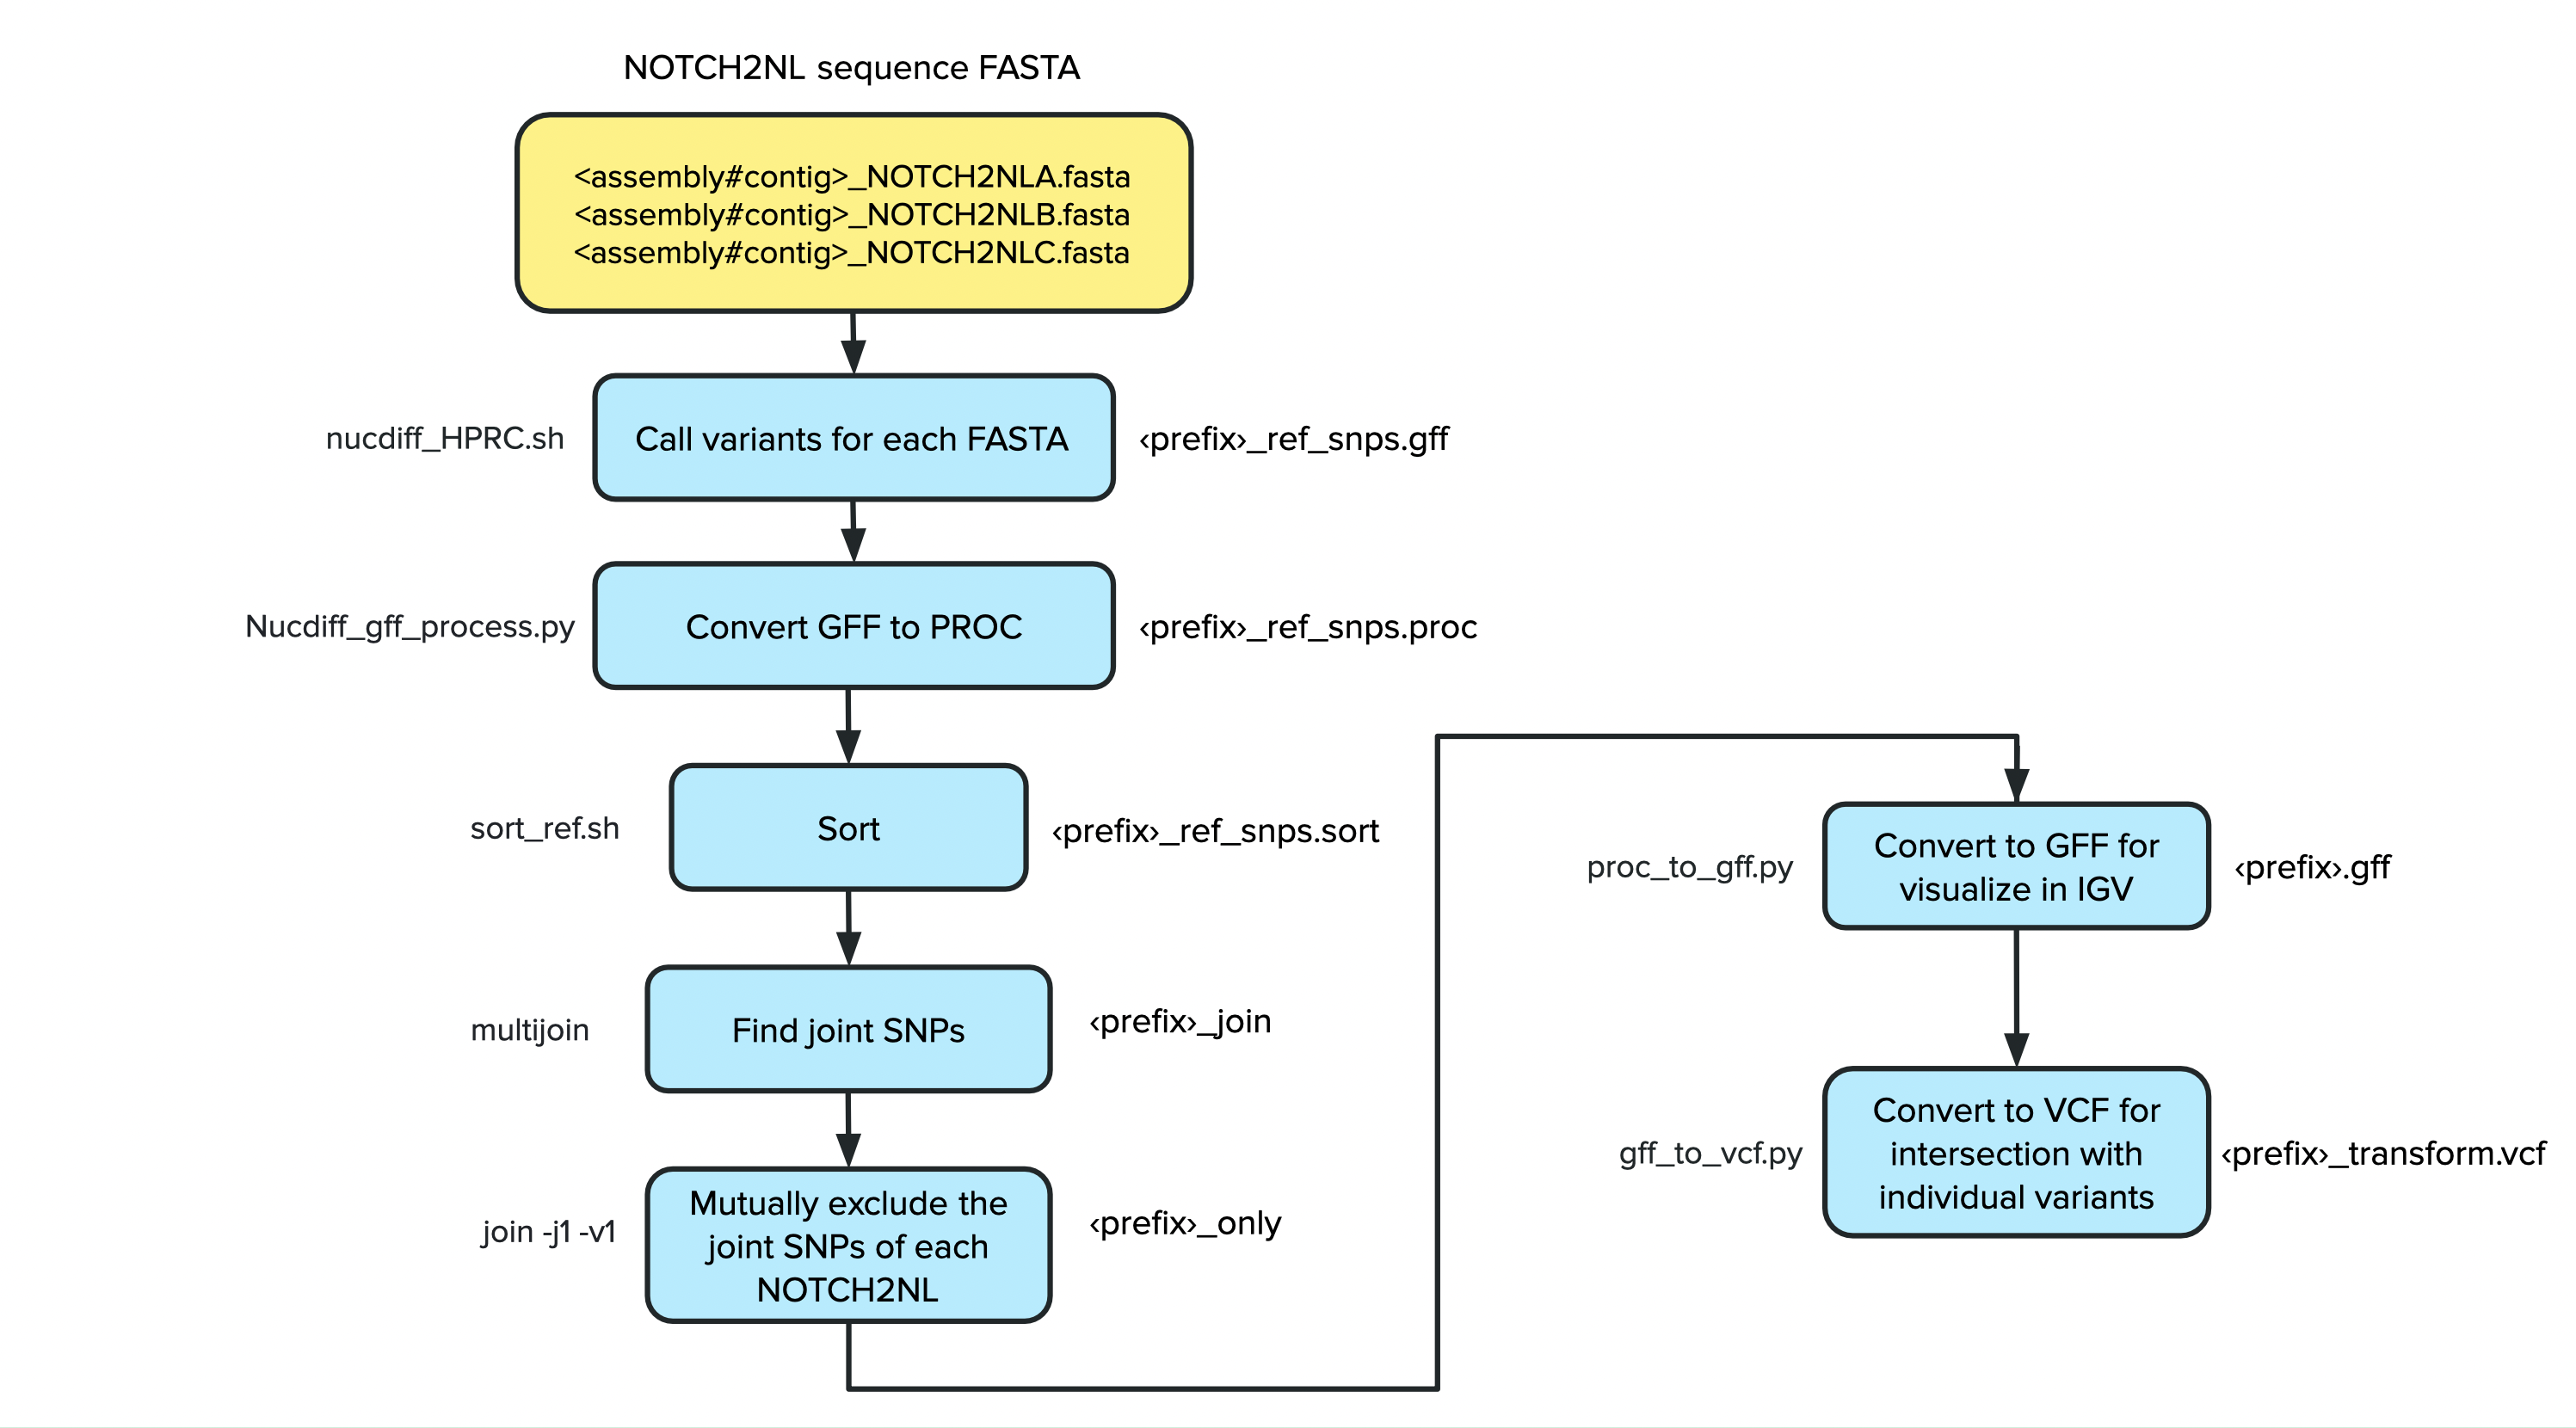 NOTCH2NL sequence FASTA
<assembly#contig>_NOTCH2NLA.fasta
<assembly#contig>_NOTCH2NLB.fasta
<assembly#contig>_NOTCH2NLC.fasta
nucdiff_HPRC.sh
Call variants for each FASTA
‹prefix›_ref_snps.gff
Nucdiff_gff_process.py
Convert GFF to PROC
‹prefix›_ref_snps.proc
sort_ref.sh
Sort
‹prefix›_ref_snps.sort
multijoin
Find joint SNPs
‹prefix›_join
join -j1 -v1
Mutually exclude the
joint SNPs of each
NOTCH2NL
‹prefix›_only
proc_to_gff.py
Convert to GFF for
visualize in IGV
‹prefix›.gff
gff_to_vcf.py
Convert to VCF for
intersection with
individual variants
‹prefix›_transform.vcf